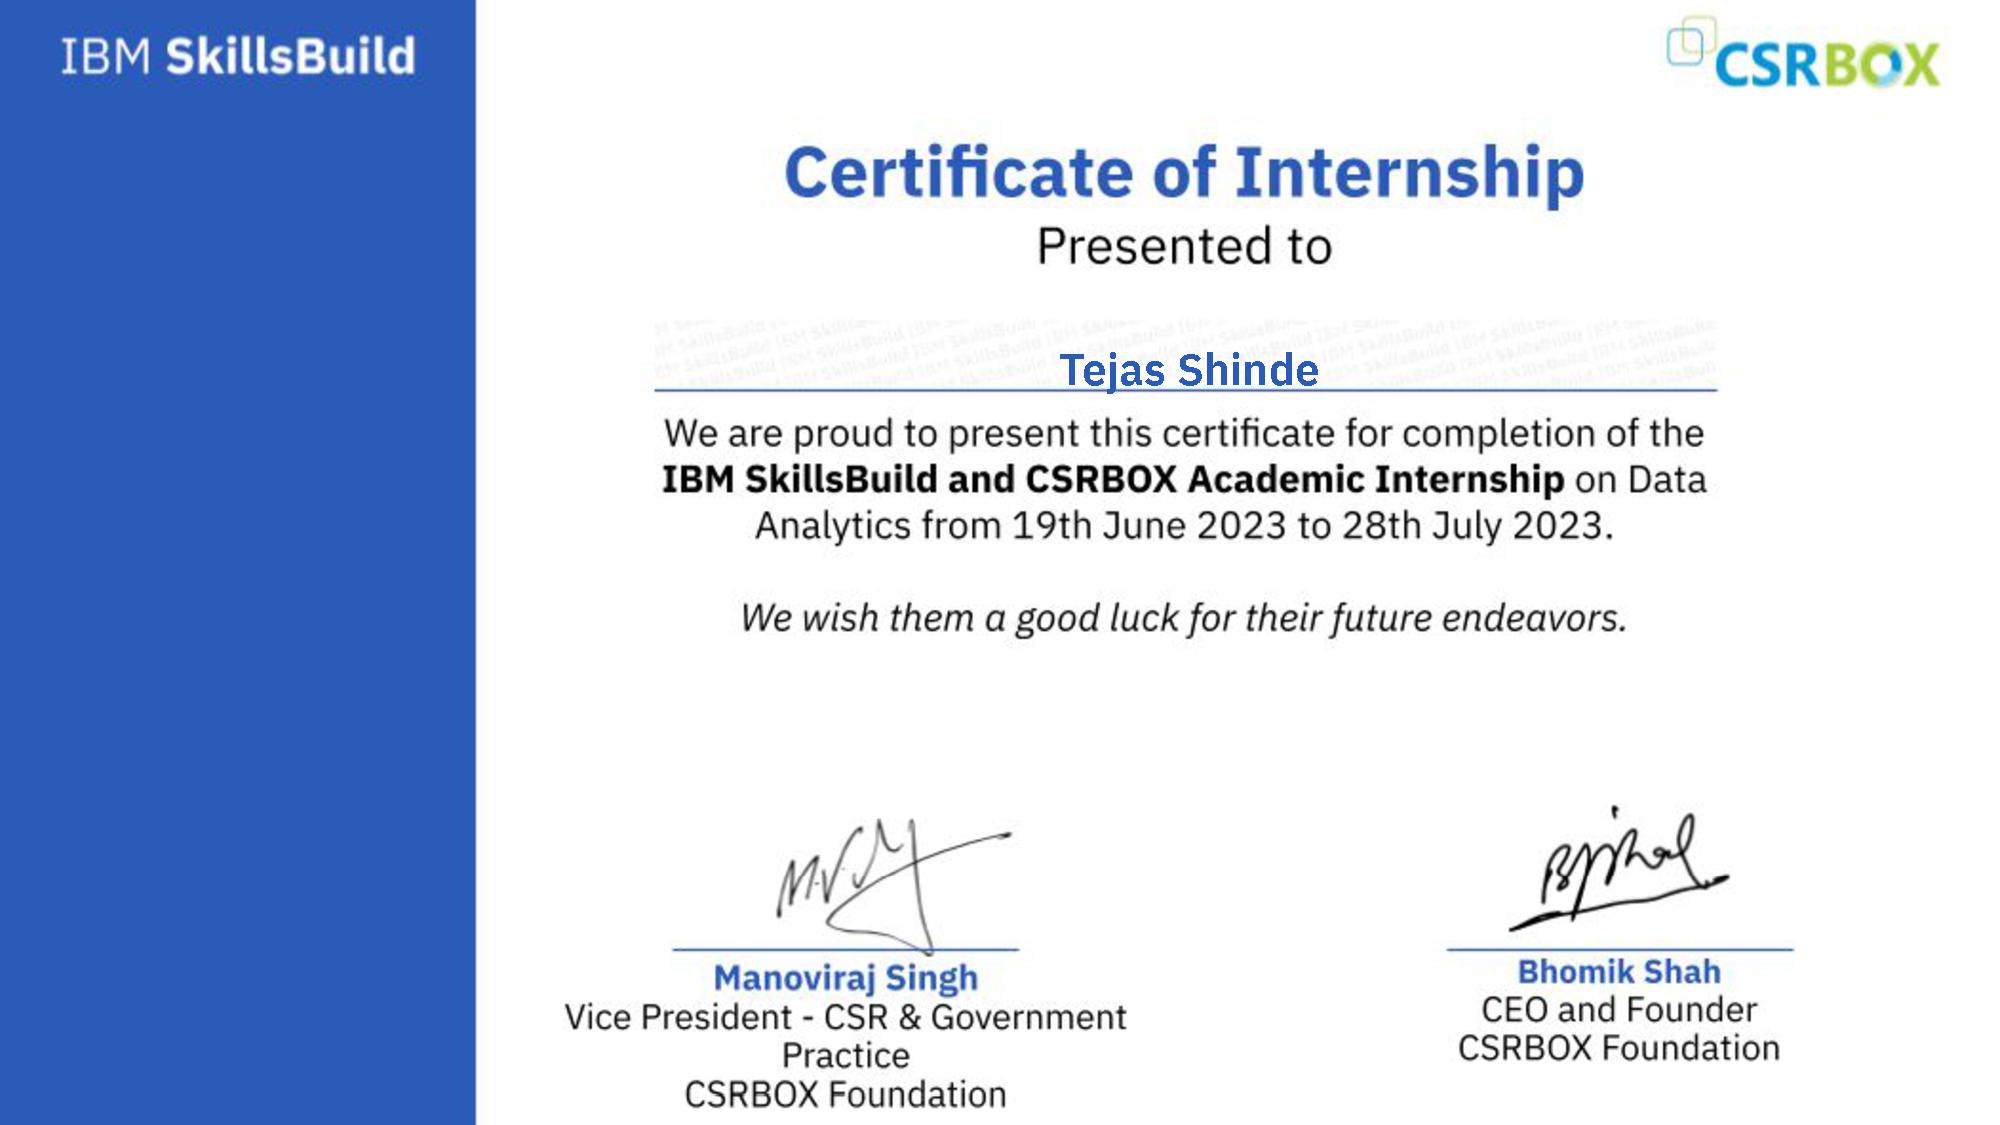 IBM SkillsBuild
CSRBOX
Certificate of Internship
Presented to
Tejas Shinde
We are proud to present this certificate for completion of the
IBM SkillsBuild and CSRBOX Academic Internship on Data
Analytics from 19th June 2023 to 28th July 2023.
We wish them a good luck for their future endeavors.
Manoviraj Singh
Vice President - CSR & Government
Practice
CSRBOX Foundation
Bhomik Shah
CEO and Founder
CSRBOX Foundation